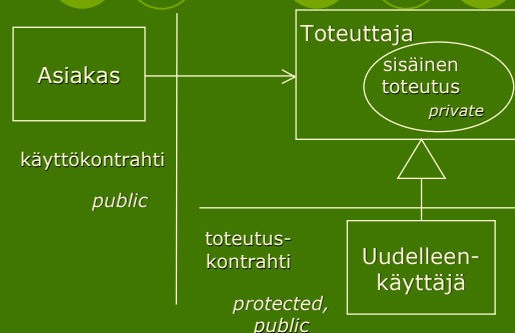 Toteuttaja
Asiakas
sisäinen
toteutus
private
käyttökontrahti
public
toteutus-
kontrahti
protected,
public
Uudelleen-
käyttäjä